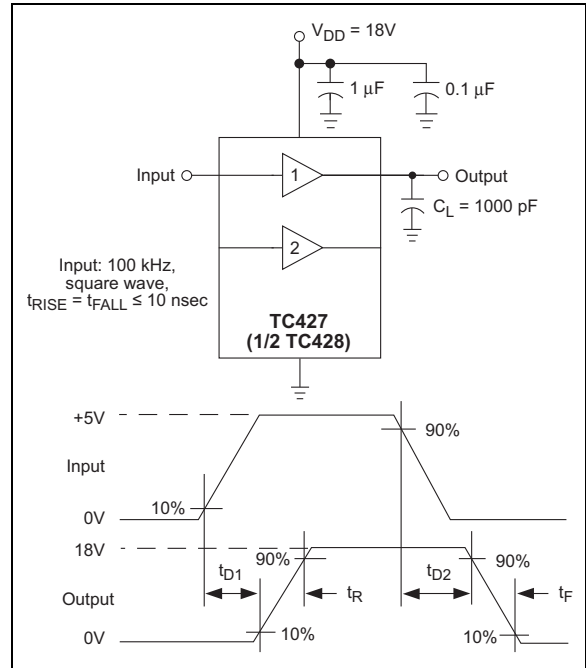 V_DD = 18V
1 μF
0.1 μF
Input
1
Output
C_L = 1000 pF
2
Input: 100 kHz,
square wave,
t_RISE = t_FALL ≤ 10 nsec
TC427
(1/2 TC428)
+5V
90%
Input
10%
0V
18V
90%
90%
t_D1
t_R
t_D2
t_F
Output
0V
10%
10%